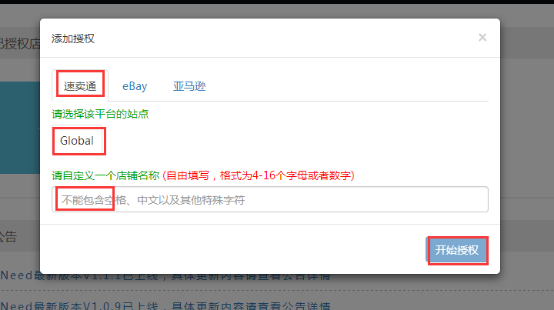 添加授权 ×
已授权店
速卖通 eBay 亚马逊
请选择该平台的站点
Global
请自定义一个店铺名称 (自由填写，格式为4-16个字母或者数字)
不能包含空格、中文以及其他特殊字符
公告
开始授权
Need最新版本V1.1.1已上线，具体更新内容请查看公告详情
Need最新版本V1.0.9已上线，具体更新内容请查看公告详情